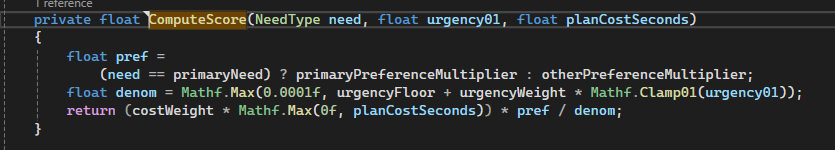 1 reference
private float ComputeScore(NeedType need, float urgency01, float planCostSeconds)
{
float pref =
(need == primaryNeed) ? primaryPreferenceMultiplier : otherPreferenceMultiplier;
float denom = Mathf.Max(0.0001f, urgencyFloor + urgencyWeight * Mathf.Clamp01(urgency01));
return (costWeight * Mathf.Max(0f, planCostSeconds)) * pref / denom;
}